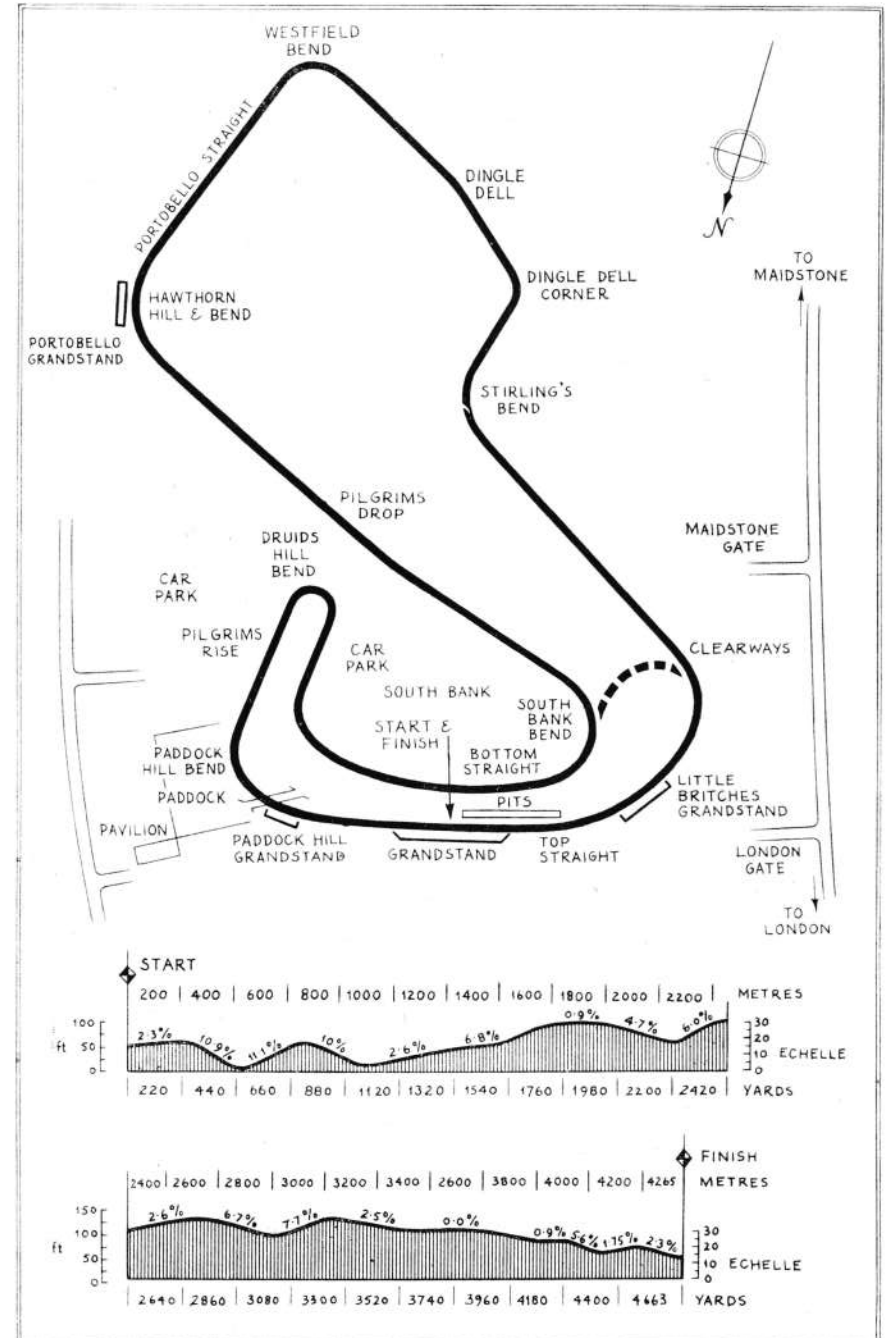 WESTFIELD
BEND
PORTOBELLO STRAIGHT
DINGLE
DELL
N
TO
MAIDSTONE
DINGLE DELL
CORNER
HAWTHORN
HILL & BEND
PORTOBELLO
GRANDSTAND
STIRLING'S
BEND
PILGRIMS
DROP
DRUIDS
HILL
BEND
MAIDSTONE
GATE
CAR
PARK
PILGRIMS
RISE
CAR
PARK
CLEARWAYS
SOUTH BANK
SOUTH
BANK
BEND
START &
FINISH
BOTTOM
STRAIGHT
PADDOCK
HILL BEND
PADDOCK
PITS
LITTLE
BRITCHES
GRANDSTAND
PAVILION
PADDOCK HILL
GRANDSTAND
GRANDSTAND
TOP
STRAIGHT
LONDON
GATE
TO
LONDON
START
200 400 600 800 1000 1200 1400 1600 1800 2000 2200 METRES
100
50
0
ft
2.3% 10.9% 11.1% 10% 2.6% 6.8% 0.9% 4.7% 6.0%
30
20
10
0
ECHELLE
220 440 660 880 1120 1320 1540 1760 1980 2200 2420 YARDS
FINISH
2400 2600 2800 3000 3200 3400 2600 3800 4000 4200 4265 METRES
150
100
50
0
ft
2.6% 6.7% 7.7% 2.5% 0.0% 0.9% 5.6% 1.75% 2.3%
30
20
10
0
ECHELLE
2640 2860 3080 3300 3520 3740 3960 4180 4400 4663 YARDS